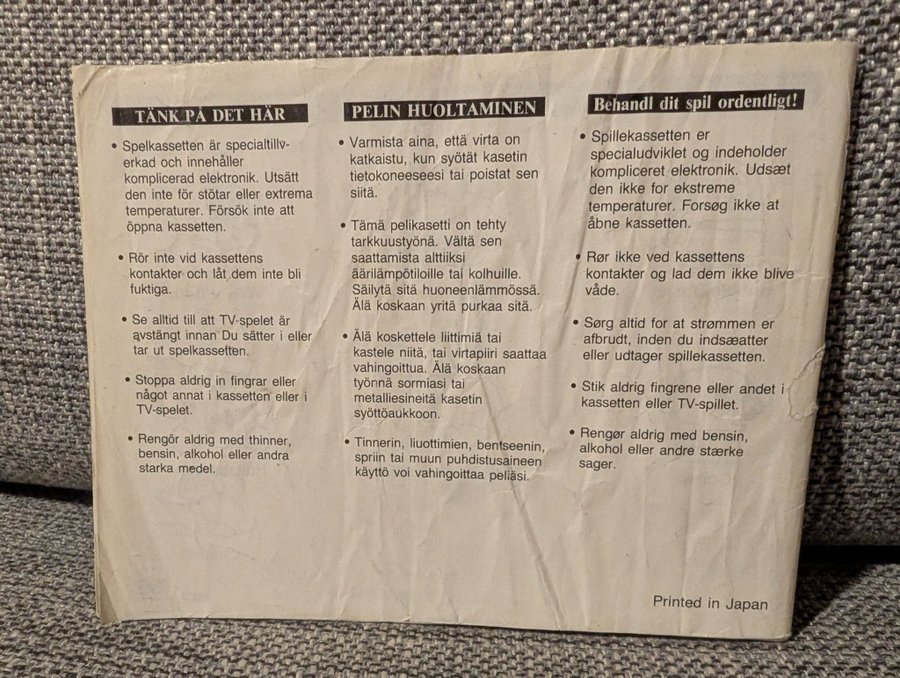 TÄNK PÅ DET HÄR
• Spelkassetten är specialtillv-
erkad och innehåller
komplicerad elektronik. Utsätt
den inte för stötar eller extrema
temperaturer. Försök inte att
öppna kassetten.
• Rör inte vid kassettens
kontakter och låt dem inte bli
fuktiga.
• Se alltid till att TV-spelet är
avstängt innan Du sätter i eller
tar ut spelkassetten.
• Stoppa aldrig in fingrar eller
något annat i kassetten eller i
TV-spelet.
• Rengör aldrig med thinner,
bensin, alkohol eller andra
starka medel.
PELIN HUOLTAMINEN
• Varmista aina, että virta on
katkaistu, kun syötät kasetin
tietokoneeseesi tai poistat sen
siitä.
• Tämä pelikasetti on tehty
tarkkuustyönä. Vältä sen
saattamista alttiiksi
äärilämpötiloille tai kolhuille.
Säilytä sitä huoneenlämmössä.
Älä koskaan yritä purkaa sitä.
• Älä koskettele liittimiä tai
kastele niitä, tai virtapiiri saattaa
vahingoittua. Älä koskaan
työnnä sormiasi tai
metalliesineitä kasetin
syöttöaukkoon.
• Tinnerin, liuottimien, bentseenin,
spriin tai muun puhdistusaineen
käyttö voi vahingoittaa peliäsi.
Behandl dit spil ordentligt!
• Spillekassetten er
specialudviklet og indeholder
kompliceret elektronik. Udsæt
den ikke for ekstreme
temperaturer. Forsøg ikke at
åbne kassetten.
• Rør ikke ved kassettens
kontakter og lad dem ikke blive
våde.
• Sørg altid for at strømmen er
afbrudt, inden du indsæatter
eller udtager spillekassetten.
• Stik aldrig fingrene eller andet i
kassetten eller TV-spillet.
• Rengør aldrig med bensin,
alkohol eller andre stærke
sager.
Printed in Japan